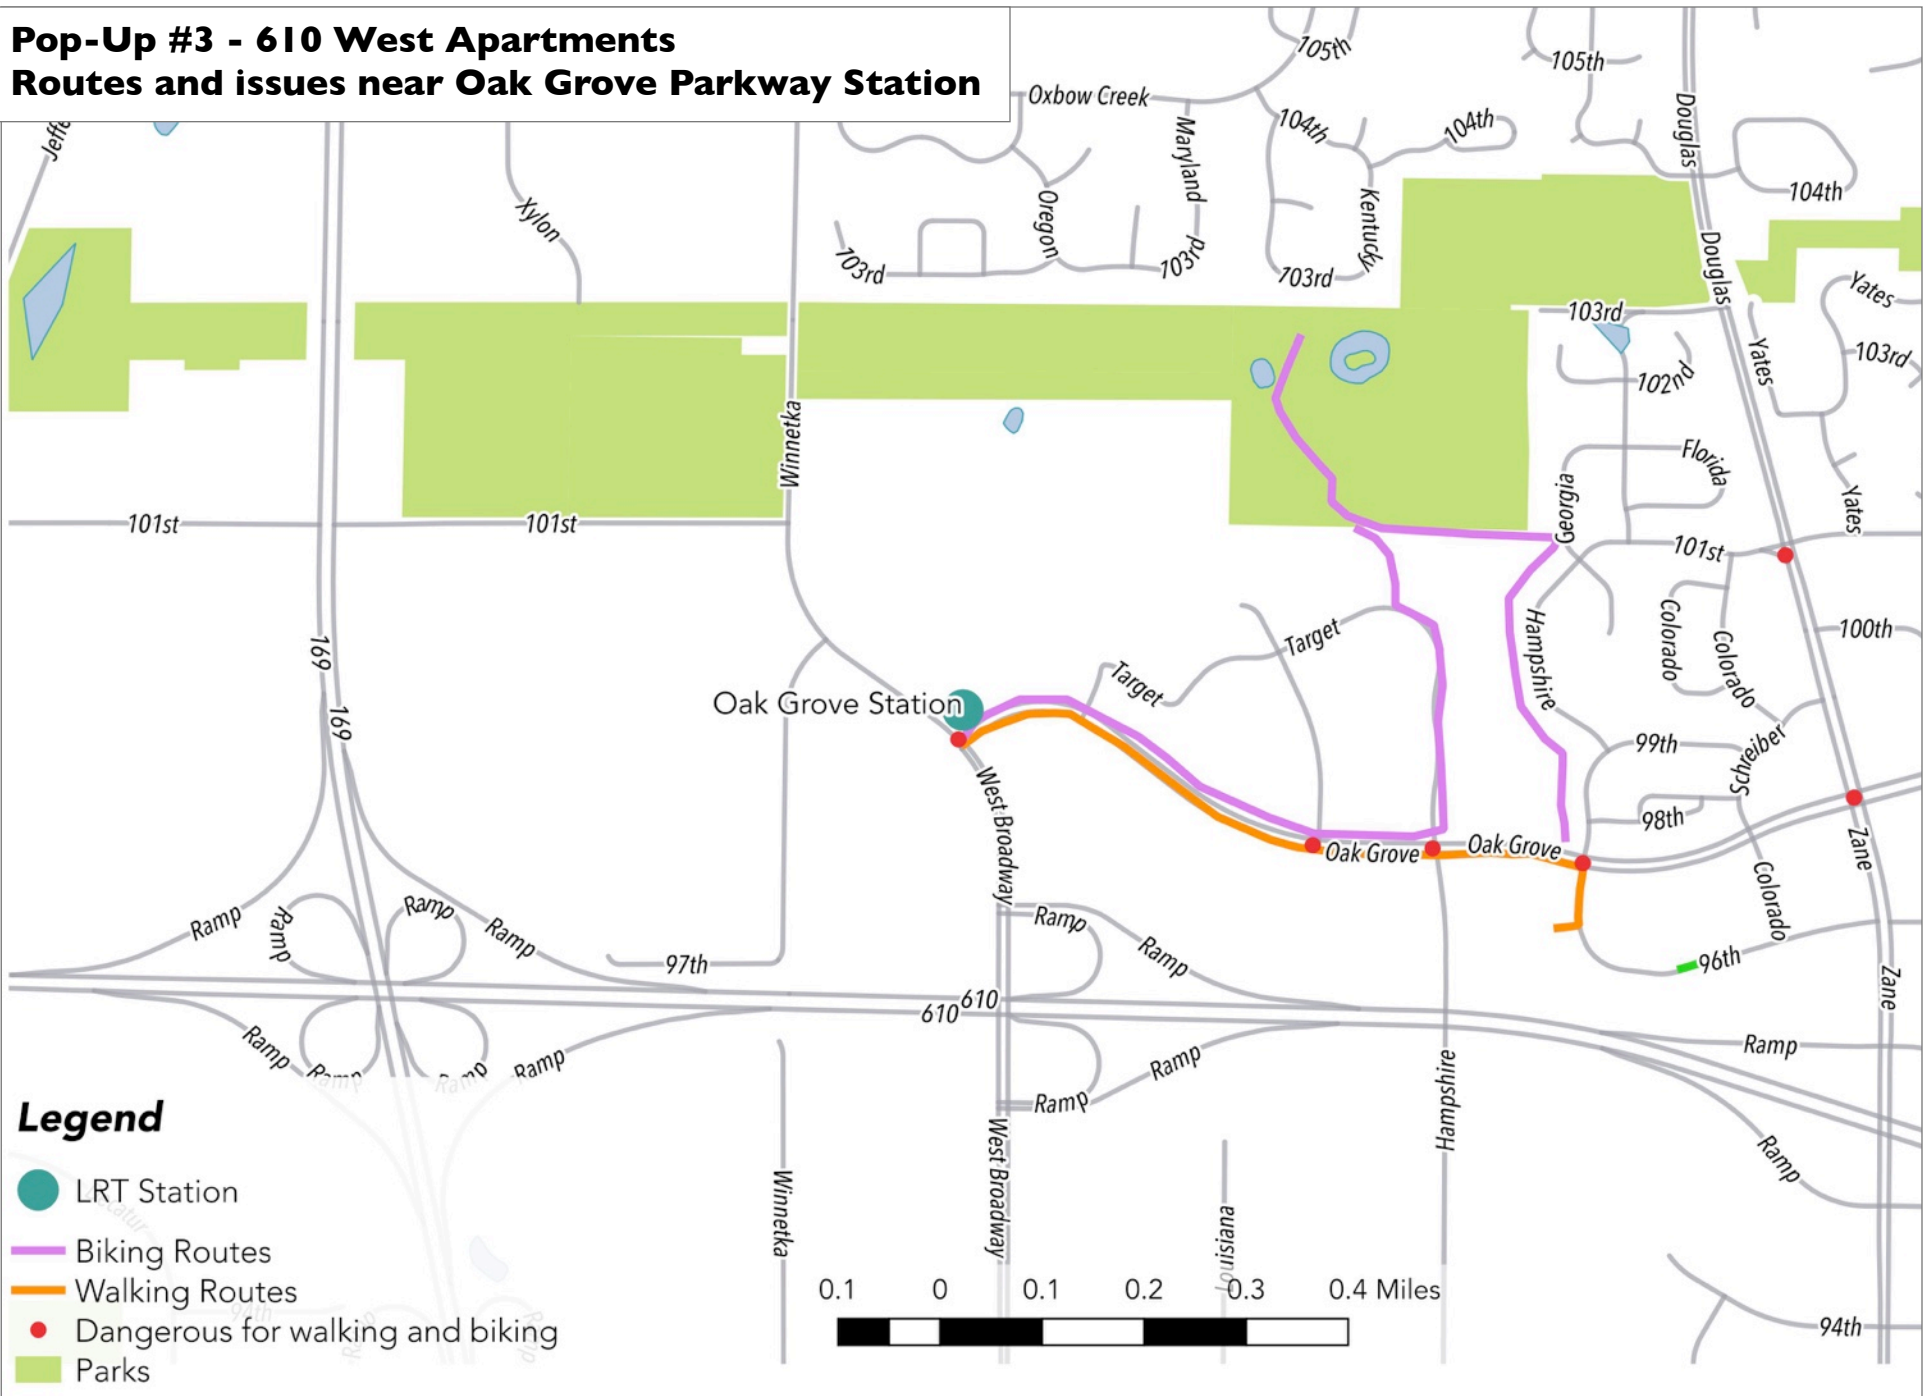 Pop-Up #3 - 610 West Apartments
Routes and issues near Oak Grove Parkway Station
105th
105th
Oxbow Creek
Jeffe
Maryland
104th
104th
Douglas
104th
Xylon
Oregon
Kentucky
103rd
103rd
103rd
Douglas
Yates
103rd
Yates
103rd
102nd
Winnetka
Florida
Georgia
Yates
101st
101st
101st
Hampshire
Colorado
Colorado
100th
169
Target
Target
Oak Grove Station
169
99th
Schreiber
West Broadway
98th
Oak Grove
Oak Grove
Zane
Colorado
Ramp
Ramp
Ramp
Ramp
Ramp
Ramp
97th
96th
Zane
610
610
Ramp
Ramp
Ramp
Ramp
Ramp
Ramp
Ramp
Hampshire
Ramp
West Broadway
Winnetka
Louisiana
Ramp
94th
Legend
LRT Station
Biking Routes
Walking Routes
Dangerous for walking and biking
Parks
94th
Ramp
0.1 0 0.1 0.2 0.3 0.4 Miles